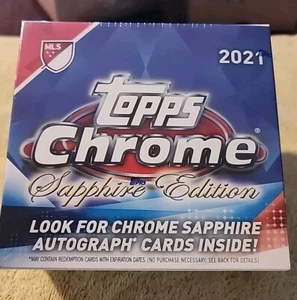 MLS
2021
Topps
Chrome®
Sapphire Edition
LOOK FOR CHROME SAPPHIRE
AUTOGRAPH* CARDS INSIDE!
*MAY CONTAIN REDEMPTION CARDS WITH EXPIRATION DATES. (NO PURCHASE NECESSARY, SEE BACK FOR DETAILS)